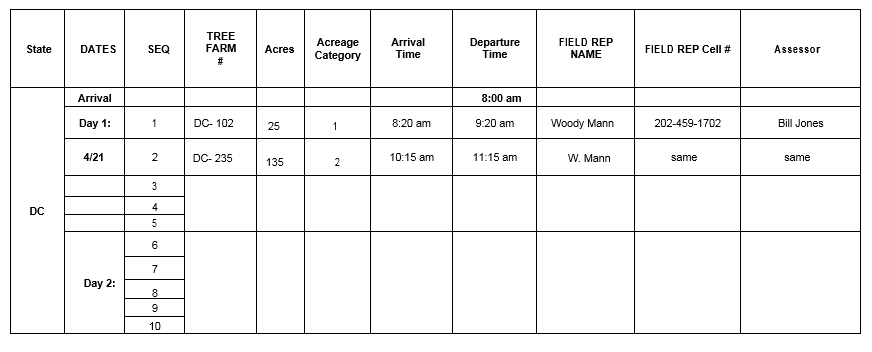 State DATES SEQ TREE FARM # Acres Acreage Category Arrival Time Departure Time FIELD REP NAME FIELD REP Cell # Assessor
Arrival 8:00 am
Day 1: 1 DC- 102 25 1 8:20 am 9:20 am Woody Mann 202-459-1702 Bill Jones
4/21 2 DC- 235 135 2 10:15 am 11:15 am W. Mann same same
3
4
DC
5
6
7
Day 2:
8
9
10